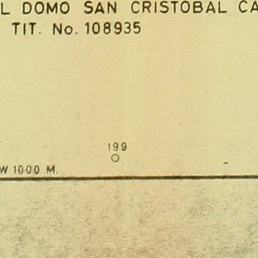 L DOMO SAN CRISTOBAL CA
TIT. No. 108935
199
W 1000 M.